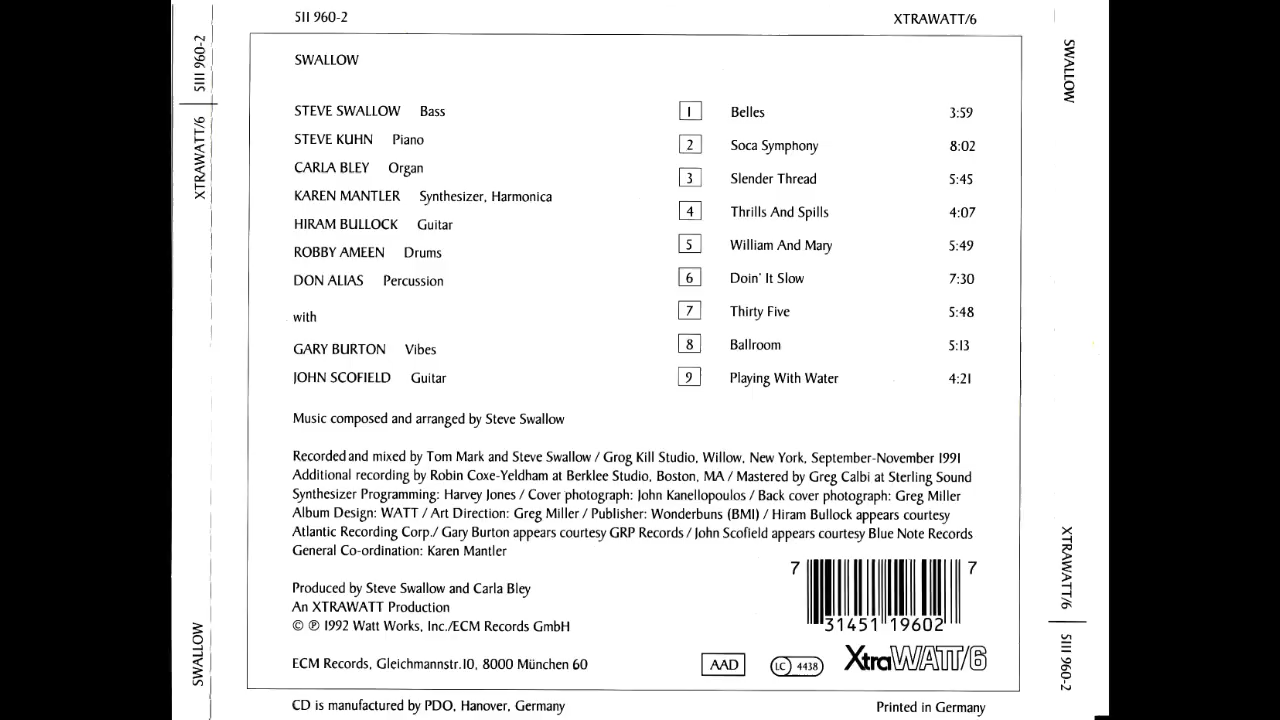 511 960-2
XTRAWATT/6
SWALLOW
STEVE SWALLOW Bass
STEVE KUHN Piano
CARLA BLEY Organ
KAREN MANTLER Synthesizer, Harmonica
HIRAM BULLOCK Guitar
ROBBY AMEEN Drums
DON ALIAS Percussion
with
GARY BURTON Vibes
JOHN SCOFIELD Guitar
1 Belles 3:59
2 Soca Symphony 8:02
3 Slender Thread 5:45
4 Thrills And Spills 4:07
5 William And Mary 5:49
6 Doin' It Slow 7:30
7 Thirty Five 5:48
8 Ballroom 5:13
9 Playing With Water 4:21
Music composed and arranged by Steve Swallow
Recorded and mixed by Tom Mark and Steve Swallow / Grog Kill Studio, Willow, New York, September-November 1991
Additional recording by Robin Coxe-Yeldham at Berklee Studio, Boston, MA / Mastered by Greg Calbi at Sterling Sound
Synthesizer Programming: Harvey Jones / Cover photograph: John Kanellopoulos / Back cover photograph: Greg Miller
Album Design: WATT / Art Direction: Greg Miller / Publisher: Wonderbuns (BMI) / Hiram Bullock appears courtesy
Atlantic Recording Corp./ Gary Burton appears courtesy GRP Records / John Scofield appears courtesy Blue Note Records
General Co-ordination: Karen Mantler
Produced by Steve Swallow and Carla Bley
An XTRAWATT Production
© ℗ 1992 Watt Works, Inc./ECM Records GmbH
ECM Records, Gleichmannstr.10, 8000 München 60
7 31451 19602 7
AAD
LC 4438
XtraWATT/6
CD is manufactured by PDO, Hanover, Germany
Printed in Germany
5111 960-2
XTRAWATT/6
SWALLOW
SWALLOW
XTRAWATT/6
511 960-2